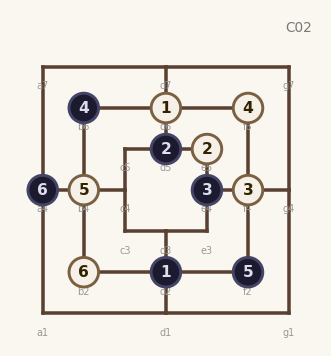 C02
a7 d7 g7
4 1 4
b6 d6 f6
2 2
c5 d5 e5
6 5 3 3
a4 b4 c4 e4 f4 g4
c3 d3 e3
6 1 5
b2 d2 f2
a1 d1 g1